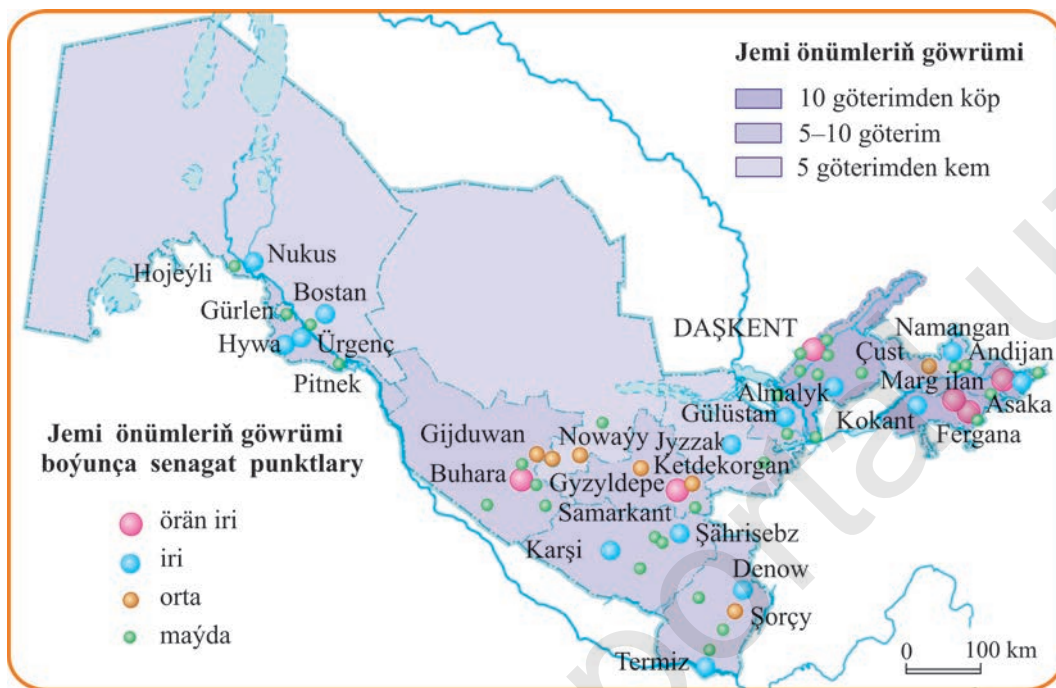 Jemi önümleriň göwrümi
10 göterimden köp
5–10 göterim
5 göterimden kem
Nukus
Hojeýli
Bostan
Gürlen
Hywa
Ürgenç
Pitnek
DAŞKENT
Namangan
Çust
Andijan
Almalyk
Marg ilan
Gülüstan
Kokant
Asaka
Fergana
Gijduwan
Nowaýy
Jyzzak
Buhara
Gyzyldepe
Ketdekorgan
Samarkant
Karşi
Şährisebz
Denow
Şorçy
Termiz
Jemi önümleriň göwrümi
boýunça senagat punktlary
örän iri
iri
orta
maýda
0 100 km